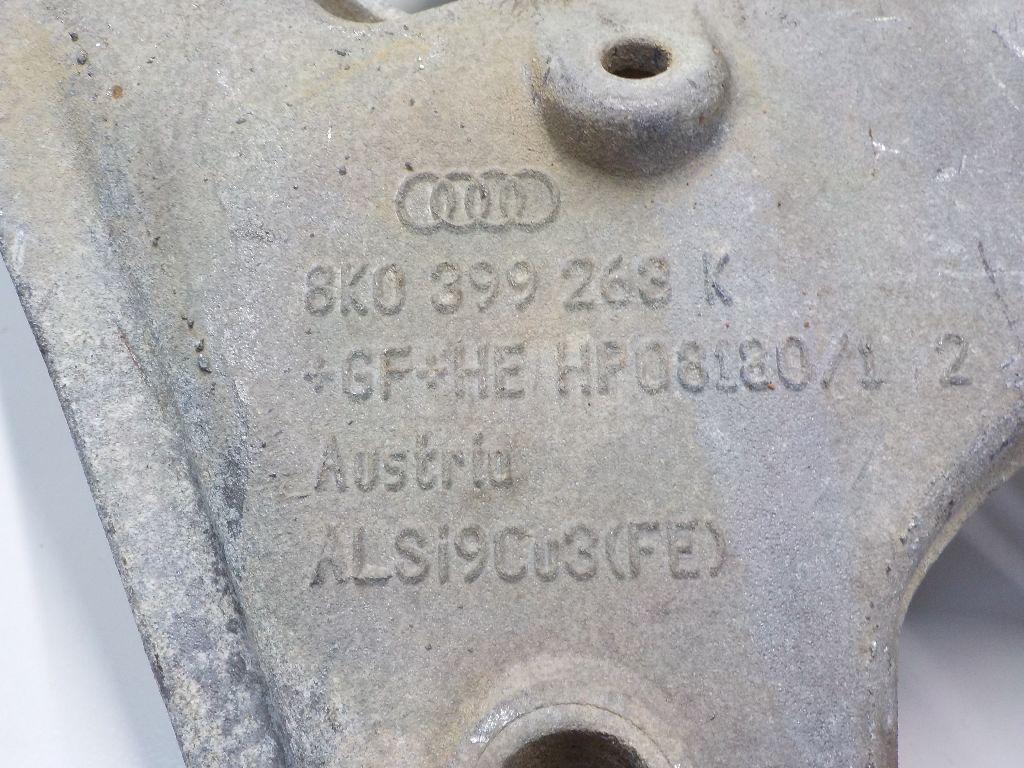 8K0 399 263 K
+GF+HE HP08180/1 2
Austria
ALSi9Cu3(FE)